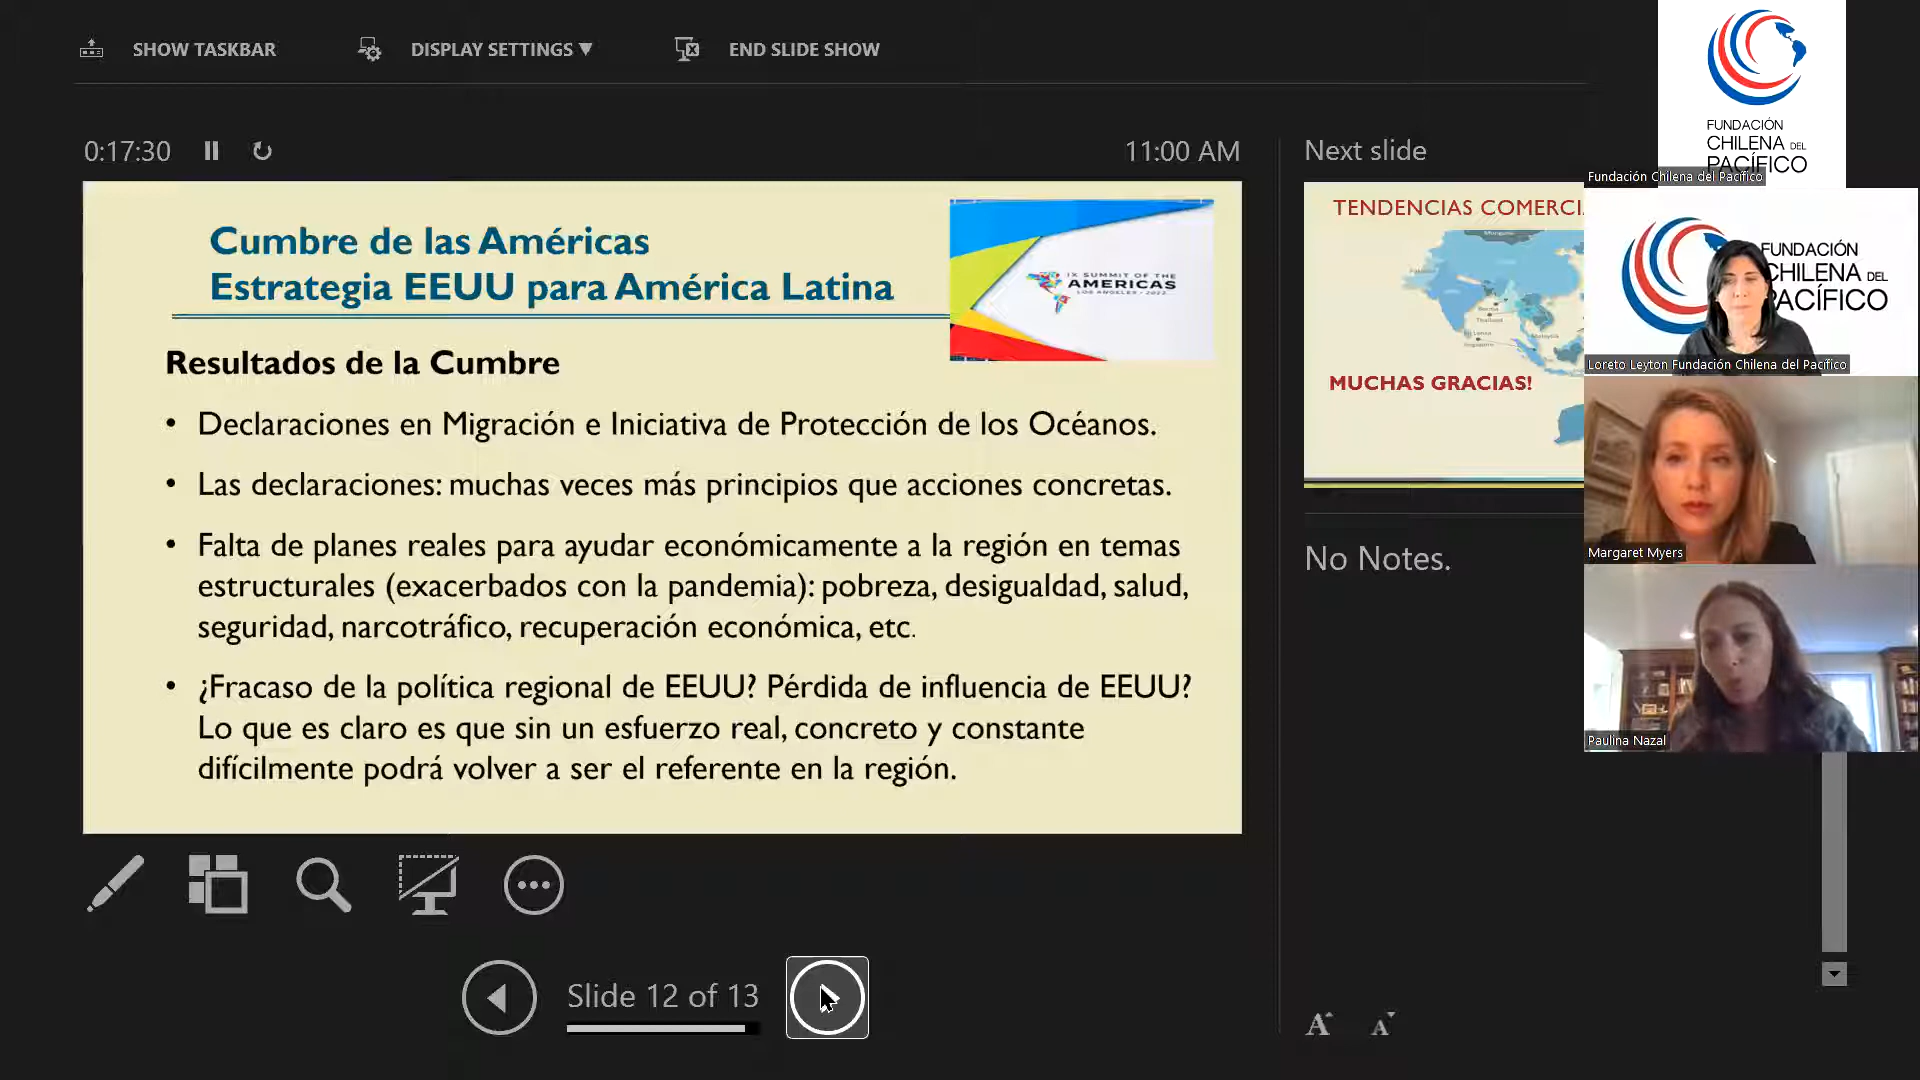 SHOW TASKBAR
DISPLAY SETTINGS ▼
END SLIDE SHOW
0:17:30
11:00 AM
Cumbre de las Américas
Estrategia EEUU para América Latina
IX SUMMIT OF THE
AMERICAS
LOS ANGELES • 2022
Resultados de la Cumbre
• Declaraciones en Migración e Iniciativa de Protección de los Océanos.
• Las declaraciones: muchas veces más principios que acciones concretas.
• Falta de planes reales para ayudar económicamente a la región en temas
estructurales (exacerbados con la pandemia): pobreza, desigualdad, salud,
seguridad, narcotráfico, recuperación económica, etc.
• ¿Fracaso de la política regional de EEUU? Pérdida de influencia de EEUU?
Lo que es claro es que sin un esfuerzo real, concreto y constante
difícilmente podrá volver a ser el referente en la región.
Slide 12 of 13
Next slide
TENDENCIAS COMERCI
MUCHAS GRACIAS!
No Notes.
A A
FUNDACIÓN
CHILENA DEL
PACÍFICO
Fundación Chilena del Pacífico
FUNDACIÓN
CHILENA DEL
PACÍFICO
Loreto Leyton Fundación Chilena del Pacífico
Margaret Myers
Paulina Nazal